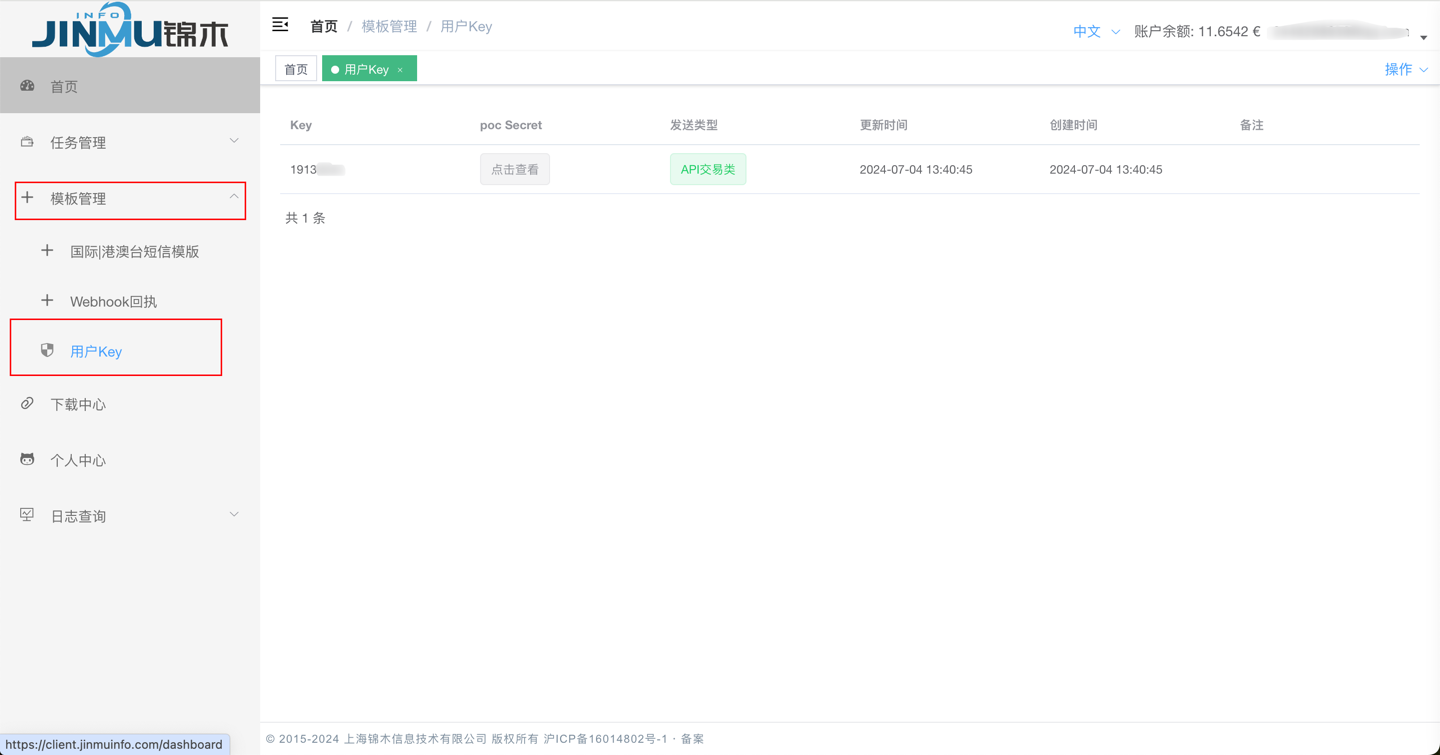 INFO
JINMU锦木
首页 / 模板管理 / 用户Key
中文 账户余额: 11.6542 €
首页 用户Key ×
操作
首页
任务管理
模板管理
国际|港澳台短信模版
Webhook回执
用户Key
下载中心
个人中心
日志查询
Key poc Secret 发送类型 更新时间 创建时间 备注
1913 点击查看 API交易类 2024-07-04 13:40:45 2024-07-04 13:40:45
共 1 条
© 2015-2024 上海锦木信息技术有限公司 版权所有 沪ICP备16014802号-1 · 备案
https://client.jinmuinfo.com/dashboard